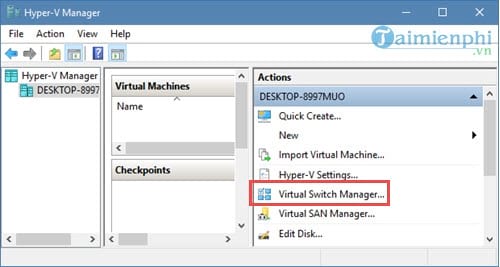 Hyper-V Manager
File Action View Help
Taimienphi
.vn
Hyper-V Manager
DESKTOP-8997
Virtual Machines
Name
Checkpoints
Actions
DESKTOP-8997MUO
Quick Create...
New
Import Virtual Machine...
Hyper-V Settings...
Virtual Switch Manager...
Virtual SAN Manager...
Edit Disk...